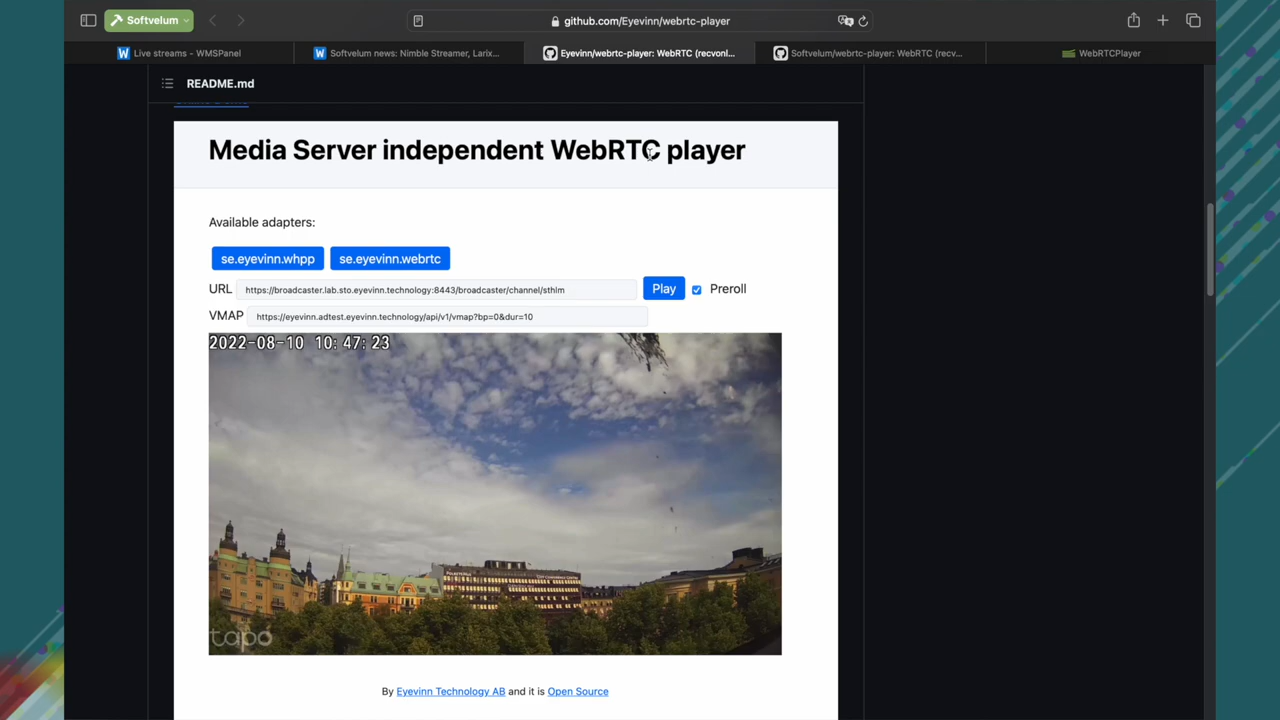 Softvelum
github.com/Eyevinn/webrtc-player
Live streams - WMSPanel
Softvelum news: Nimble Streamer, Larix...
Eyevinn/webrtc-player: WebRTC (recvonl...
Softvelum/webrtc-player: WebRTC (recv...
WebRTCPlayer
README.md
Media Server independent WebRTC player
Available adapters:
se.eyevinn.whpp
se.eyevinn.webrtc
URL https://broadcaster.lab.sto.eyevinn.technology:8443/broadcaster/channel/sthlm Play Preroll
VMAP https://eyevinn.adtest.eyevinn.technology/api/v1/vmap?bp=0&dur=10
2022-08-10 10:47:23
tapo
By Eyevinn Technology AB and it is Open Source